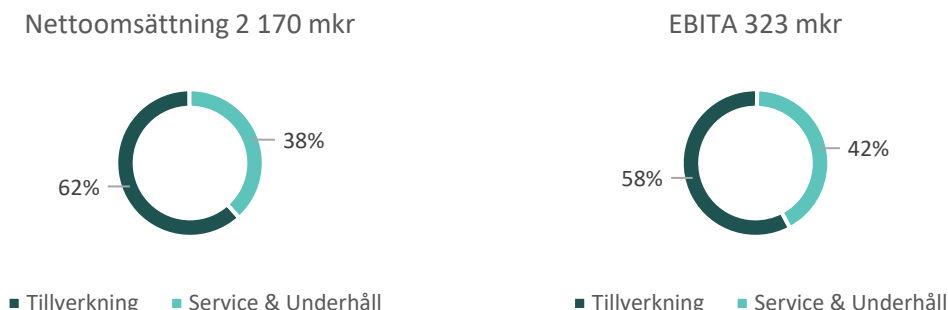 Nettoomsättning 2 170 mkr
38%
62%
■ Tillverkning ■ Service & Underhåll
EBITA 323 mkr
42%
58%
■ Tillverkning ■ Service & Underhåll